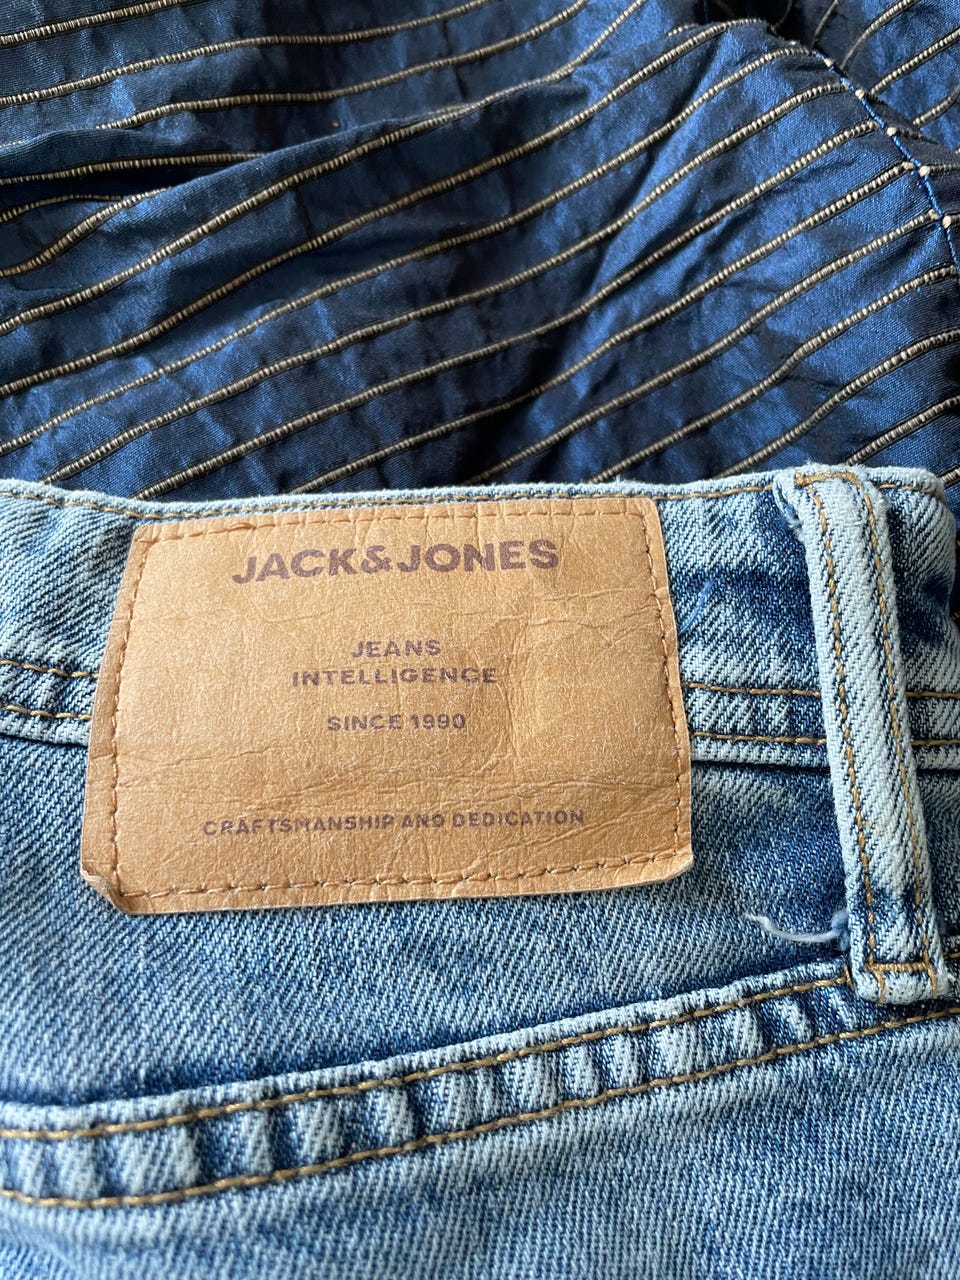 JACK&JONES
JEANS
INTELLIGENCE
SINCE 1990
CRAFTSMANSHIP AND DEDICATION